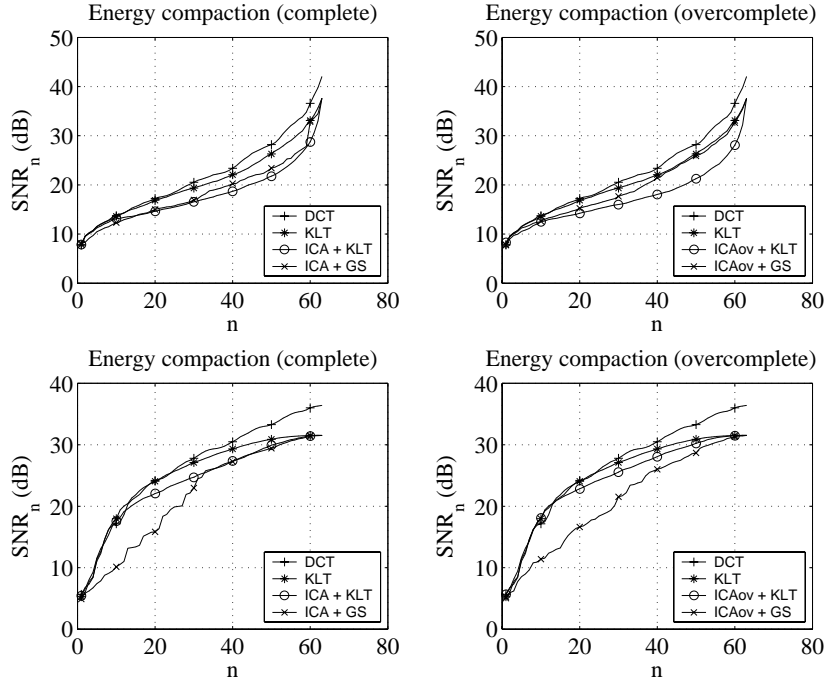 Energy compaction (complete)
SNR_n (dB)
50
40
30
20
10
0
0 20 40 60 80
n
DCT
KLT
ICA + KLT
ICA + GS
Energy compaction (overcomplete)
SNR_n (dB)
50
40
30
20
10
0
0 20 40 60 80
n
DCT
KLT
ICAov + KLT
ICAov + GS
Energy compaction (complete)
SNR_n (dB)
40
30
20
10
0
0 20 40 60 80
n
DCT
KLT
ICA + KLT
ICA + GS
Energy compaction (overcomplete)
SNR_n (dB)
40
30
20
10
0
0 20 40 60 80
n
DCT
KLT
ICAov + KLT
ICAov + GS